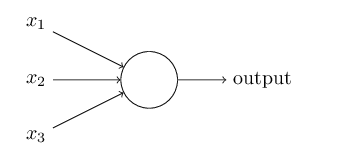 x₁
x₂ output
x₃